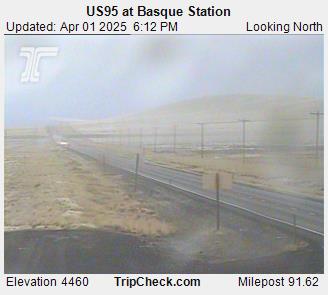 US95 at Basque Station
Updated: Apr 01 2025 6:12 PM Looking North
Elevation 4460 TripCheck.com Milepost 91.62